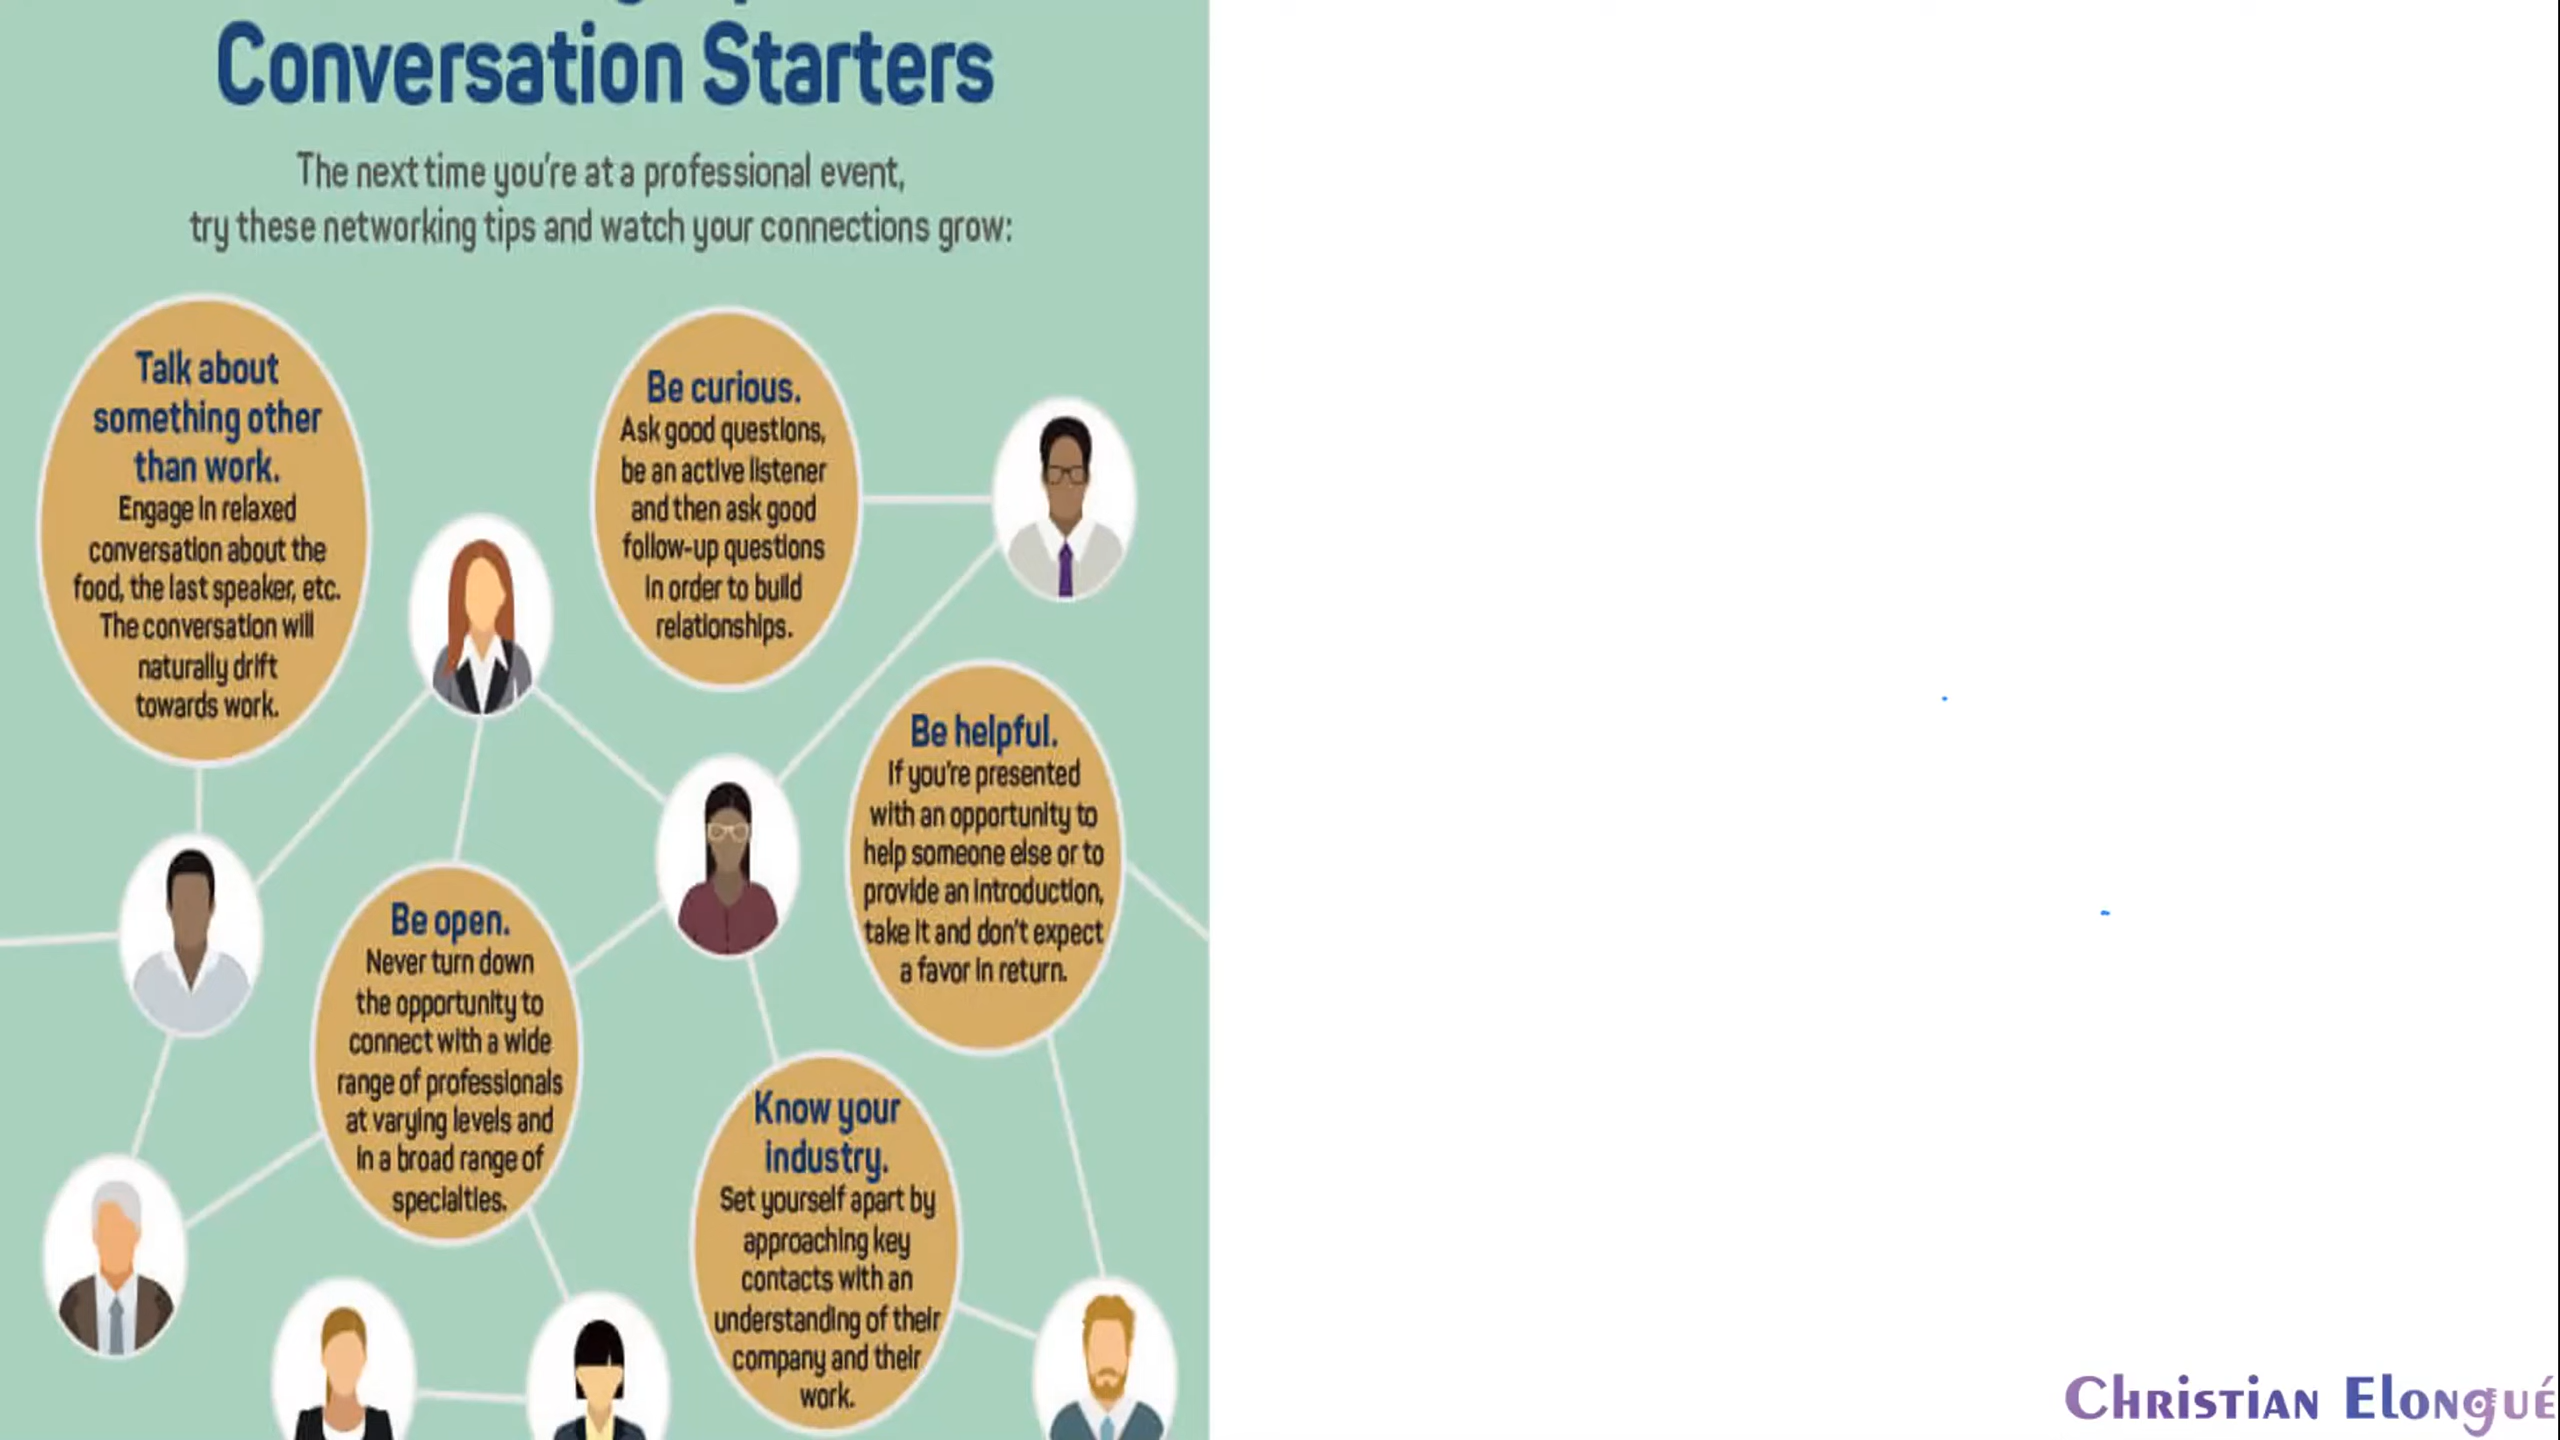 Conversation Starters
The next time you're at a professional event,
try these networking tips and watch your connections grow:
Talk about
something other
than work.
Engage in relaxed
conversation about the
food, the last speaker, etc.
The conversation will
naturally drift
towards work.
Be curious.
Ask good questions,
be an active listener
and then ask good
follow-up questions
in order to build
relationships.
Be helpful.
If you're presented
with an opportunity to
help someone else or to
provide an introduction,
take it and don't expect
a favor in return.
Be open.
Never turn down
the opportunity to
connect with a wide
range of professionals
at varying levels and
in a broad range of
specialties.
Know your
industry.
Set yourself apart by
approaching key
contacts with an
understanding of their
company and their
work.
Christian Elongué